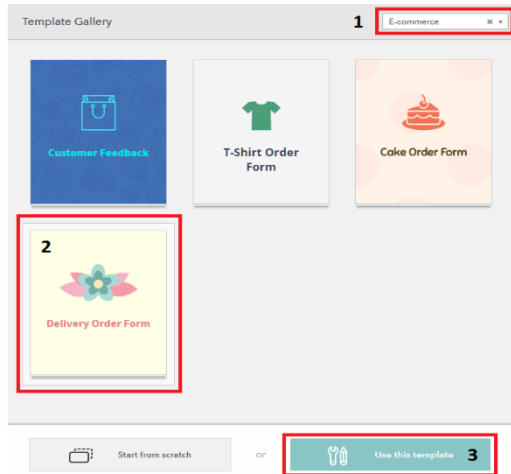 Template Gallery
1
E-commerce
Customer Feedback
T-Shirt Order
Form
Cake Order Form
2
Delivery Order Form
Start from scratch
or
Use this template
3